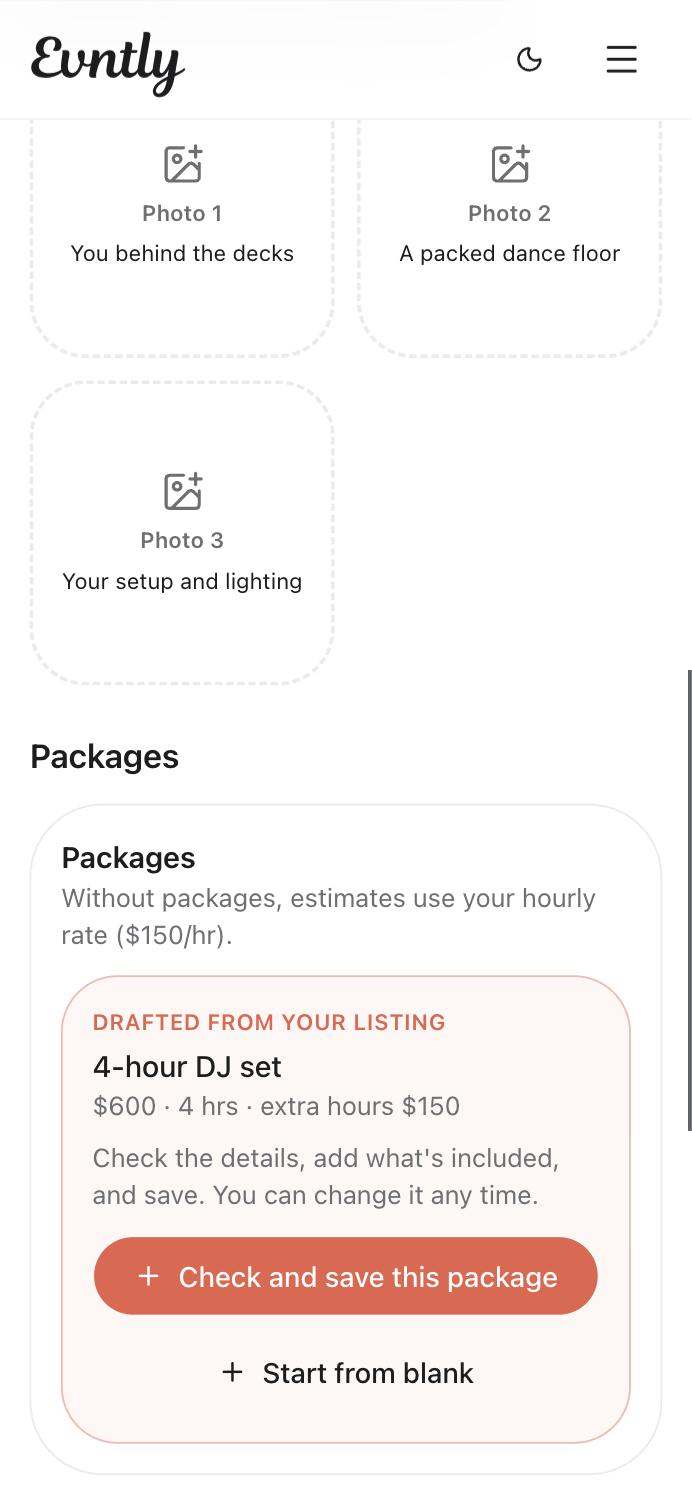 Evntly
Photo 1
You behind the decks
Photo 2
A packed dance floor
Photo 3
Your setup and lighting
Packages
Packages
Without packages, estimates use your hourly
rate ($150/hr).
DRAFTED FROM YOUR LISTING
4-hour DJ set
$600 · 4 hrs · extra hours $150
Check the details, add what's included,
and save. You can change it any time.
+ Check and save this package
+ Start from blank